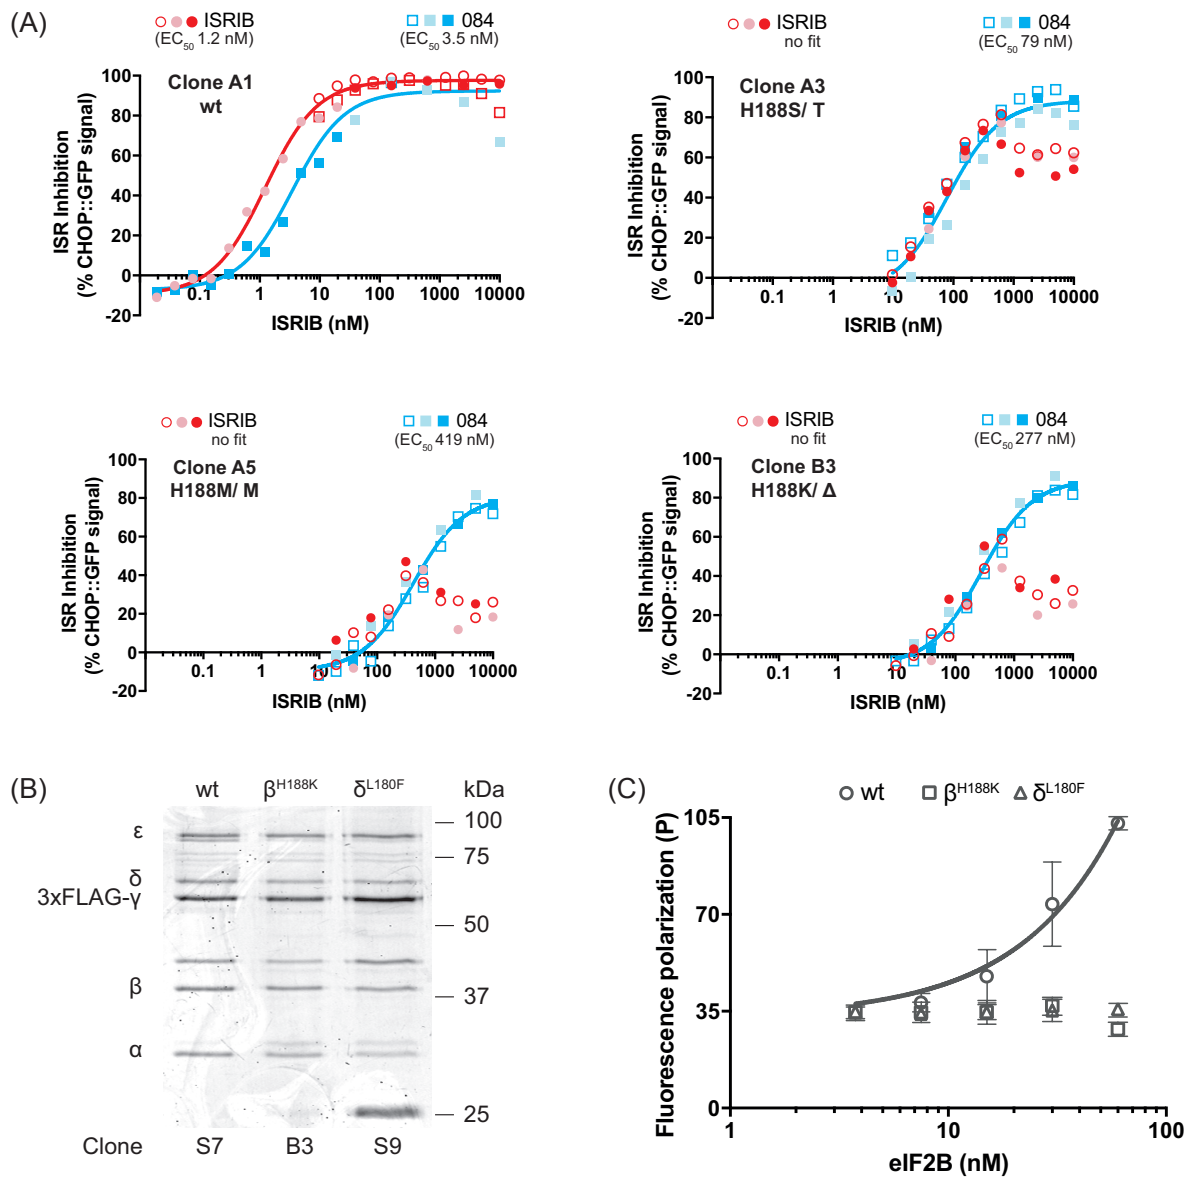 (A)
ISRIB
(EC50 1.2 nM)
084
(EC50 3.5 nM)
Clone A1
wt
ISR Inhibition
(% CHOP::GFP signal)
100
80
60
40
20
0
-20
0.1
1
10
100
1000
10000
ISRIB (nM)
ISRIB
no fit
084
(EC50 79 nM)
Clone A3
H188S/ T
ISR Inhibition
(% CHOP::GFP signal)
100
80
60
40
20
0
-20
0.1
1
10
100
1000
10000
ISRIB (nM)
ISRIB
no fit
084
(EC50 419 nM)
Clone A5
H188M/ M
ISR Inhibition
(% CHOP::GFP signal)
100
80
60
40
20
0
-20
0.1
1
10
100
1000
10000
ISRIB (nM)
ISRIB
no fit
084
(EC50 277 nM)
Clone B3
H188K/ Δ
ISR Inhibition
(% CHOP::GFP signal)
100
80
60
40
20
0
-20
0.1
1
10
100
1000
10000
ISRIB (nM)
(B)
wt
βH188K
δL180F
kDa
ε
δ
3xFLAG-γ
β
α
100
75
50
37
25
Clone
S7
B3
S9
(C)
wt
βH188K
δL180F
Fluorescence polarization (P)
105
70
35
0
1
10
100
eIF2B (nM)